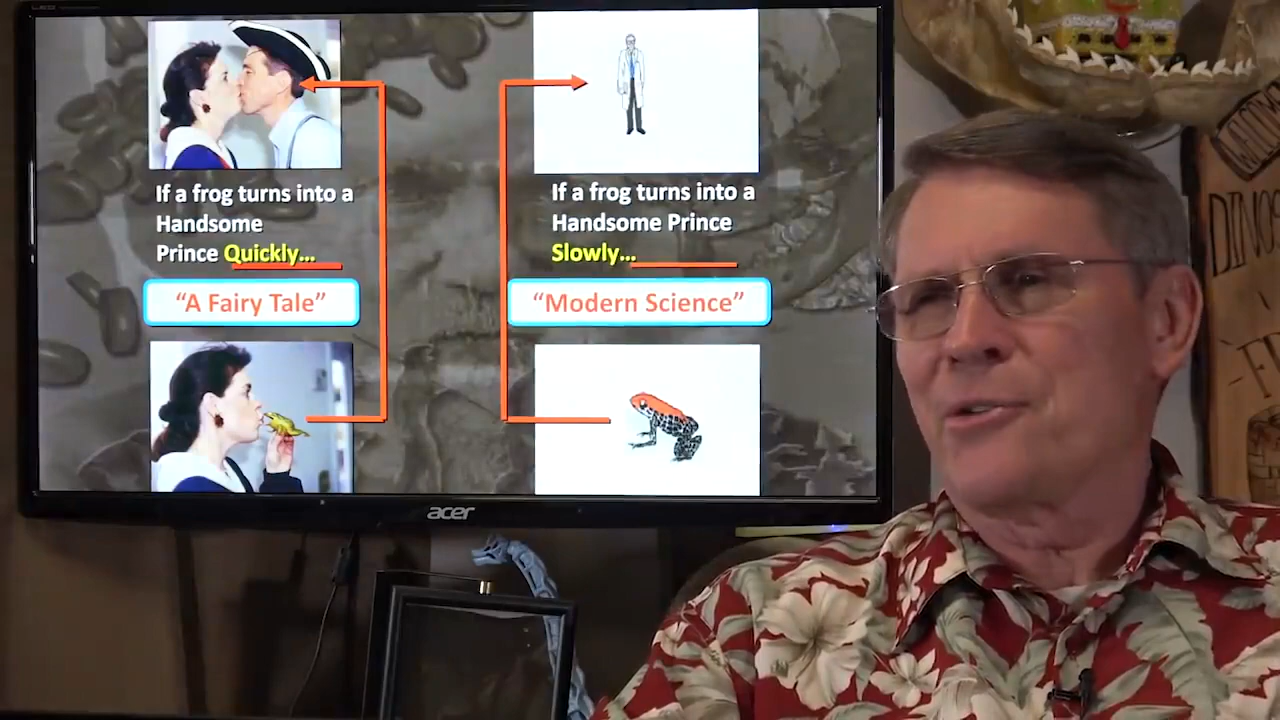 If a frog turns into a
Handsome
Prince Quickly...
"A Fairy Tale"
If a frog turns into a
Handsome Prince
Slowly...
"Modern Science"
acer
DINOS